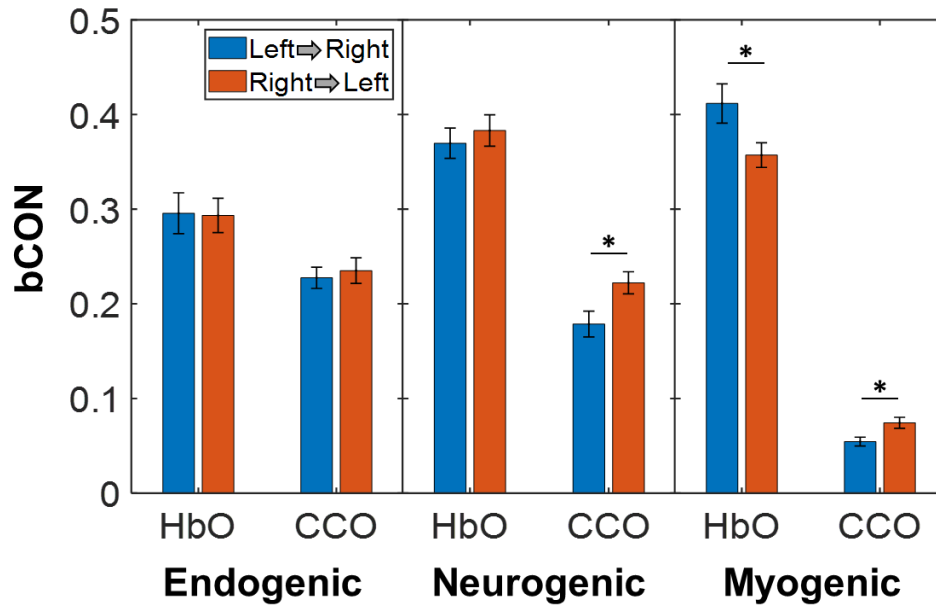 0.5
0.4
0.3
0.2
0.1
0
bCON
Left ⇨ Right
Right ⇨ Left
*
*
*
HbO CCO HbO CCO HbO CCO
Endogenic Neurogenic Myogenic